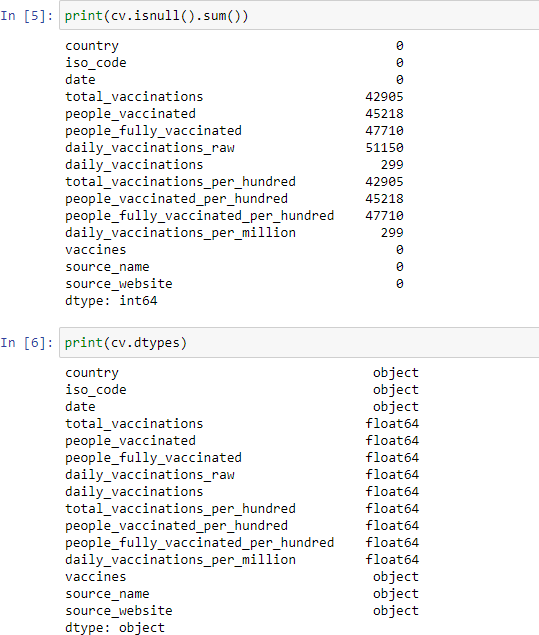 In [5]: print(cv.isnull().sum())
country 0
iso_code 0
date 0
total_vaccinations 42905
people_vaccinated 45218
people_fully_vaccinated 47710
daily_vaccinations_raw 51150
daily_vaccinations 299
total_vaccinations_per_hundred 42905
people_vaccinated_per_hundred 45218
people_fully_vaccinated_per_hundred 47710
daily_vaccinations_per_million 299
vaccines 0
source_name 0
source_website 0
dtype: int64
In [6]: print(cv.dtypes)
country object
iso_code object
date object
total_vaccinations float64
people_vaccinated float64
people_fully_vaccinated float64
daily_vaccinations_raw float64
daily_vaccinations float64
total_vaccinations_per_hundred float64
people_vaccinated_per_hundred float64
people_fully_vaccinated_per_hundred float64
daily_vaccinations_per_million float64
vaccines object
source_name object
source_website object
dtype: object